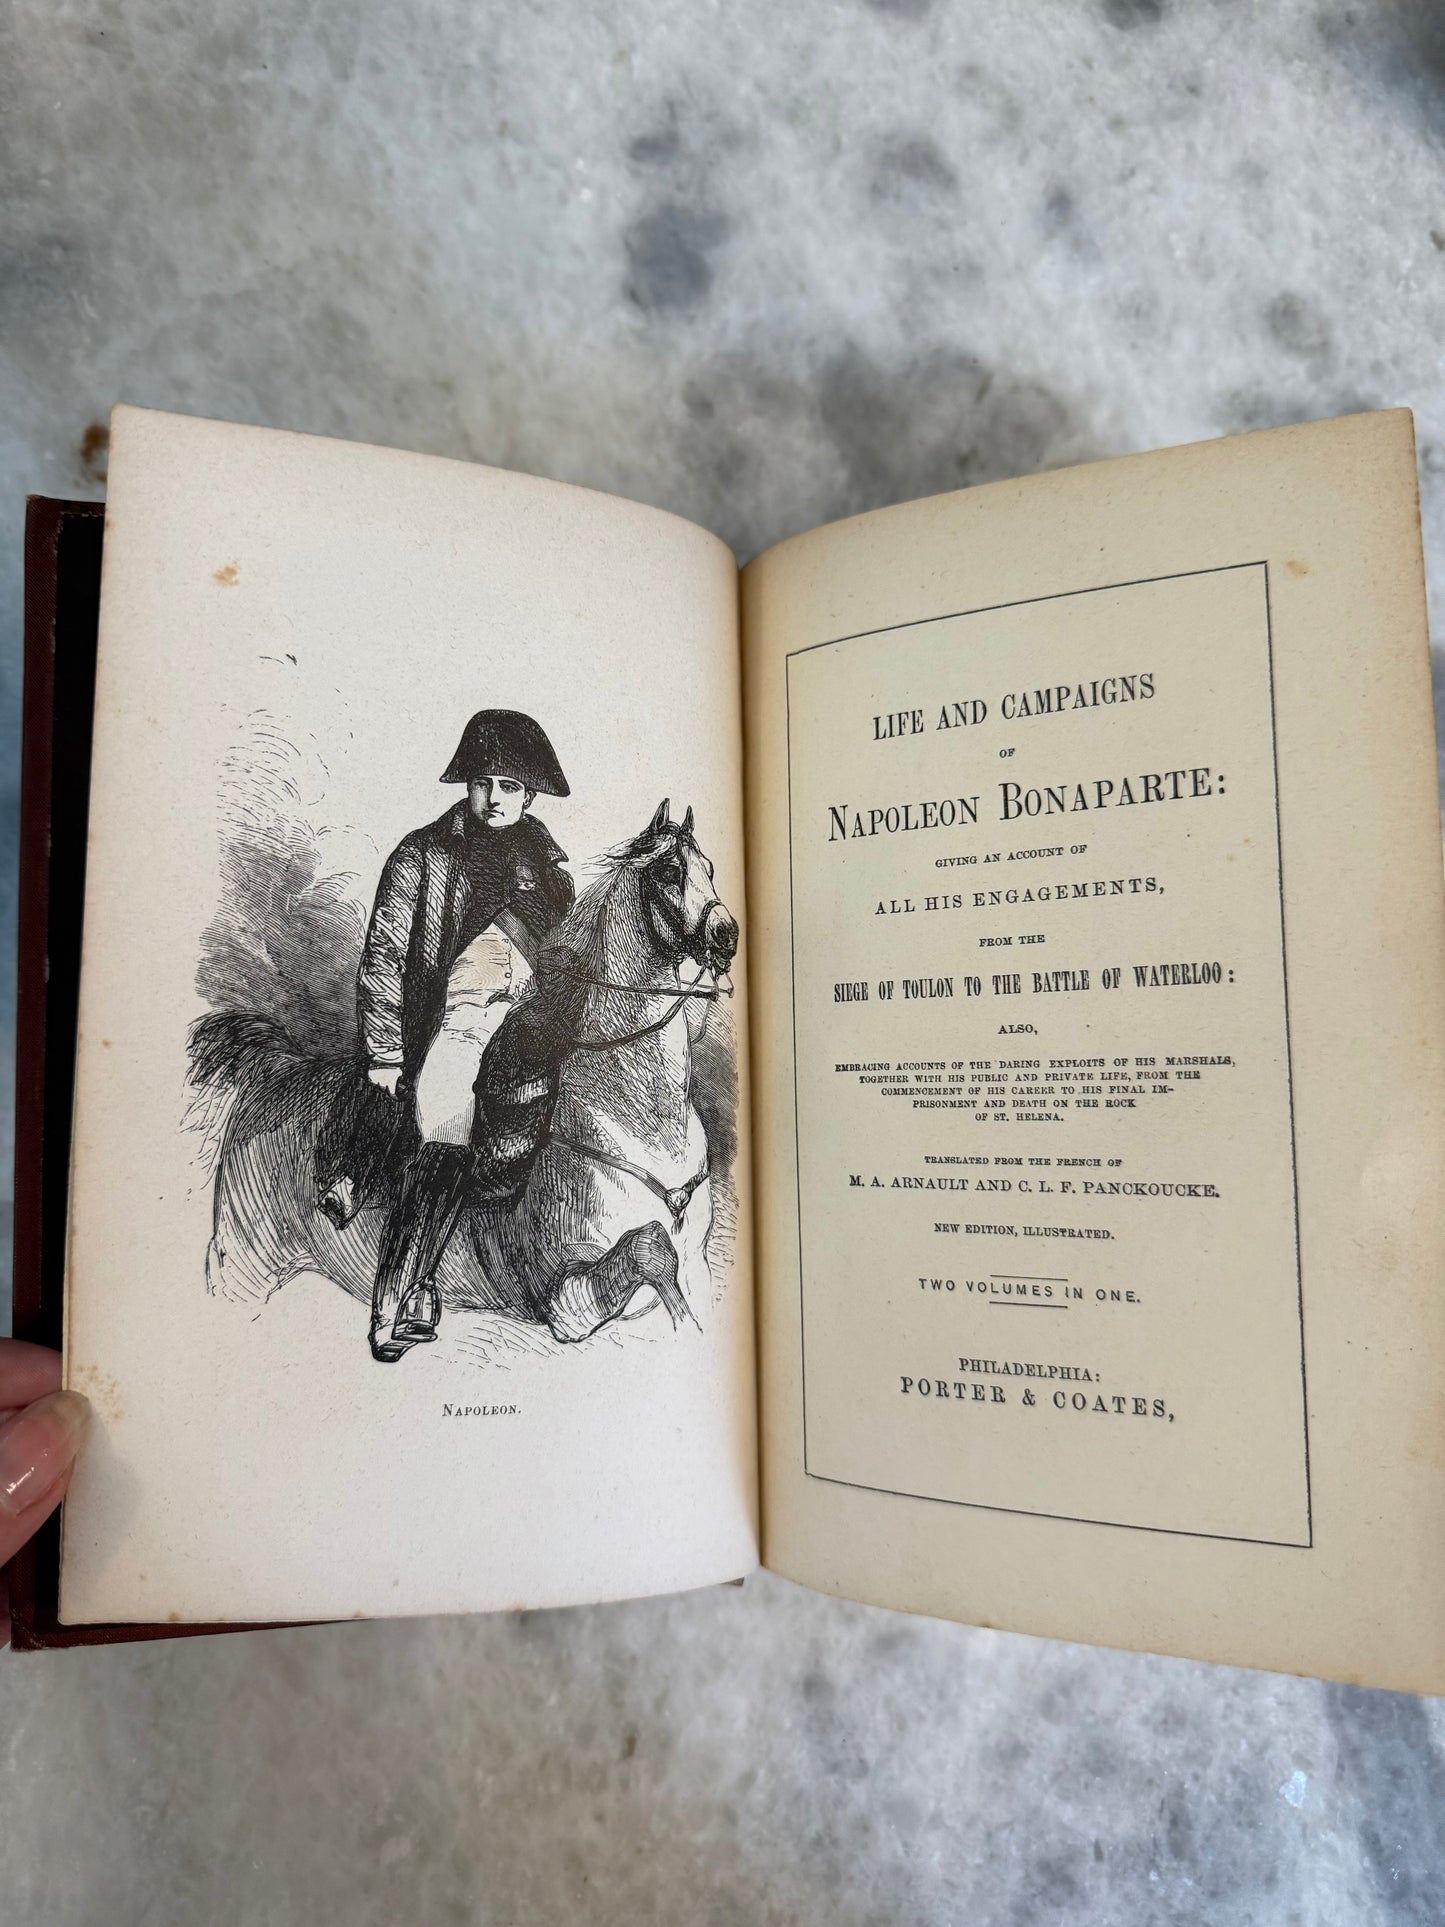 NAPOLEON.
LIFE AND CAMPAIGNS
OF
NAPOLEON BONAPARTE:
GIVING AN ACCOUNT OF
ALL HIS ENGAGEMENTS,
FROM THE
SIEGE OF TOULON TO THE BATTLE OF WATERLOO:
ALSO,
EMBRACING ACCOUNTS OF THE DARING EXPLOITS OF HIS MARSHALS,
TOGETHER WITH HIS PUBLIC AND PRIVATE LIFE, FROM THE
COMMENCEMENT OF HIS CAREER TO HIS FINAL IM-
PRISONMENT AND DEATH ON THE ROCK
OF ST. HELENA.
TRANSLATED FROM THE FRENCH OF
M. A. ARNAULT AND C. L. F. PANCKOUCKE.
NEW EDITION, ILLUSTRATED.
TWO VOLUMES IN ONE.
PHILADELPHIA:
PORTER & COATES,